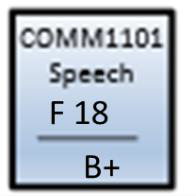 COMM1101
Speech
F 18
B+